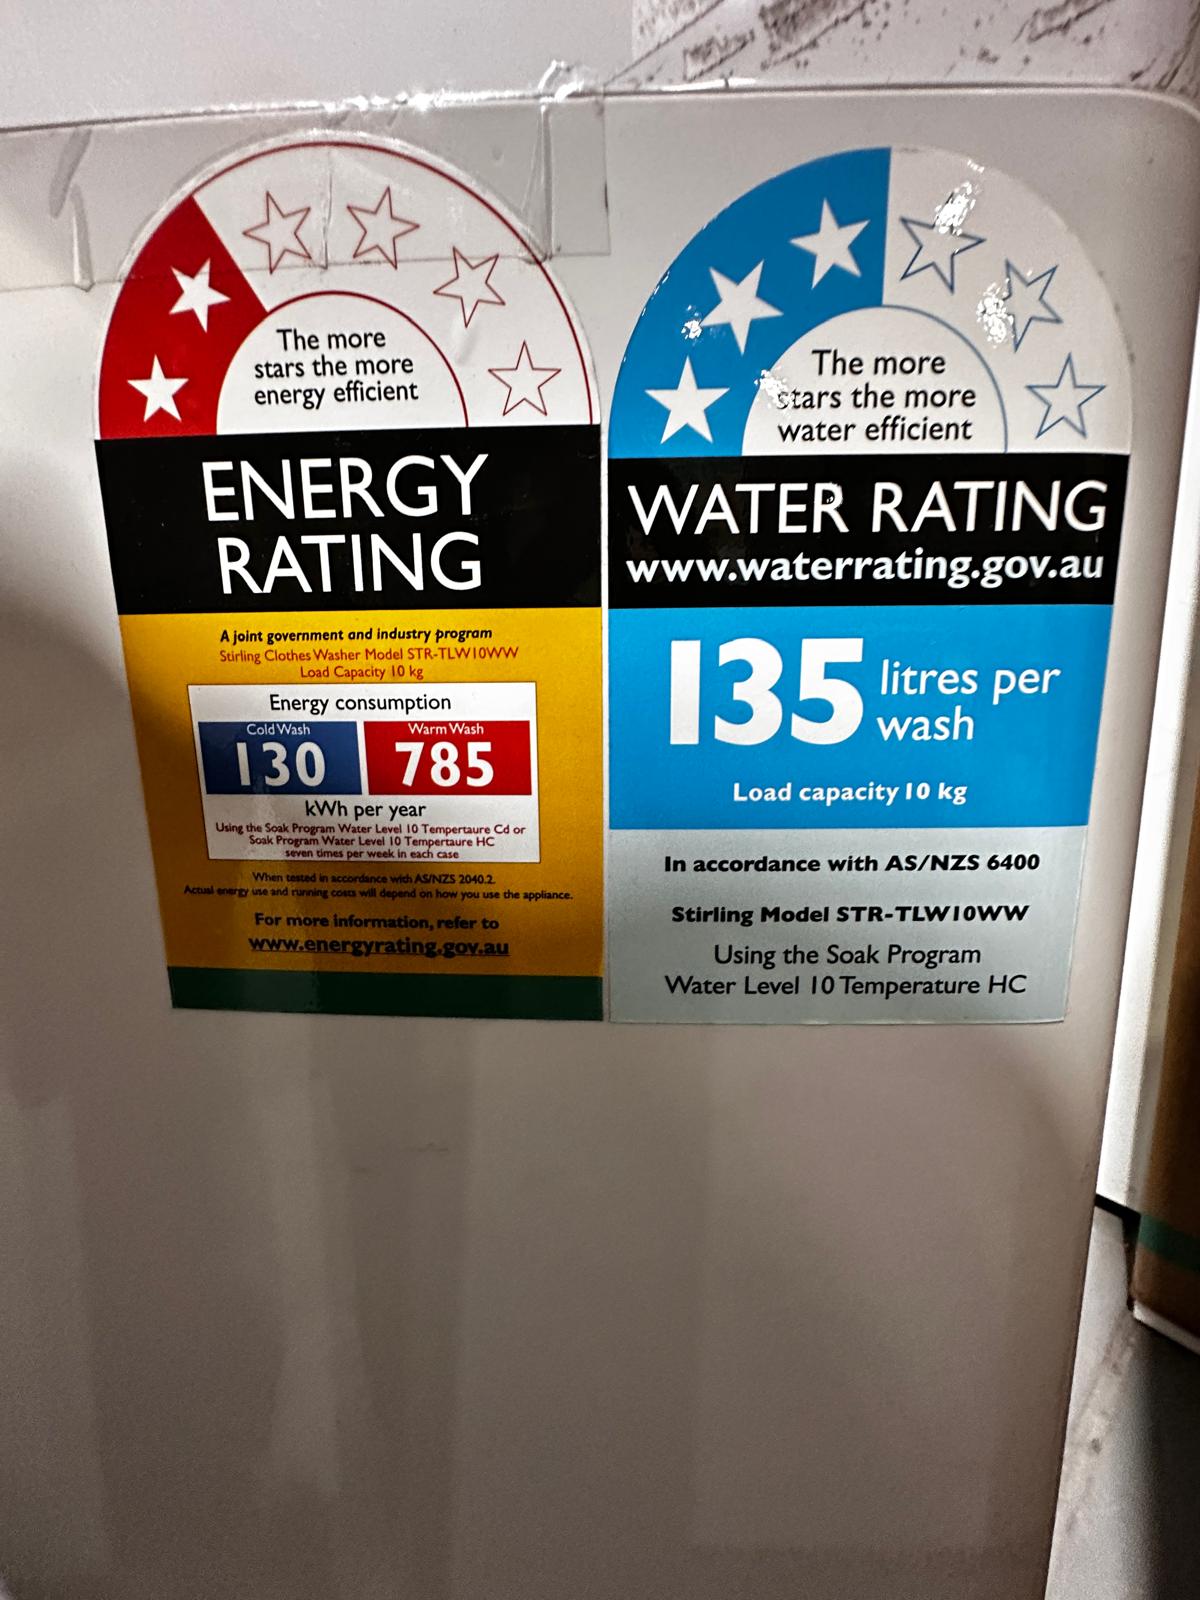 The more
stars the more
energy efficient
ENERGY
RATING
A joint government and industry program
Stirling Clothes Washer Model STR-TLW10WW
Load Capacity 10 kg
Energy consumption
Cold Wash
130
Warm Wash
785
kWh per year
Using the Soak Program Water Level 10 Tempertaure Cd or
Soak Program Water Level 10 Tempertaure HC
seven times per week in each case
When tested in accordance with AS/NZS 2040.2.
Actual energy use and running costs will depend on how you use the appliance.
For more information, refer to
www.energyrating.gov.au
The more
stars the more
water efficient
WATER RATING
www.waterrating.gov.au
135 litres per
wash
Load capacity 10 kg
In accordance with AS/NZS 6400
Stirling Model STR-TLW10WW
Using the Soak Program
Water Level 10 Temperature HC